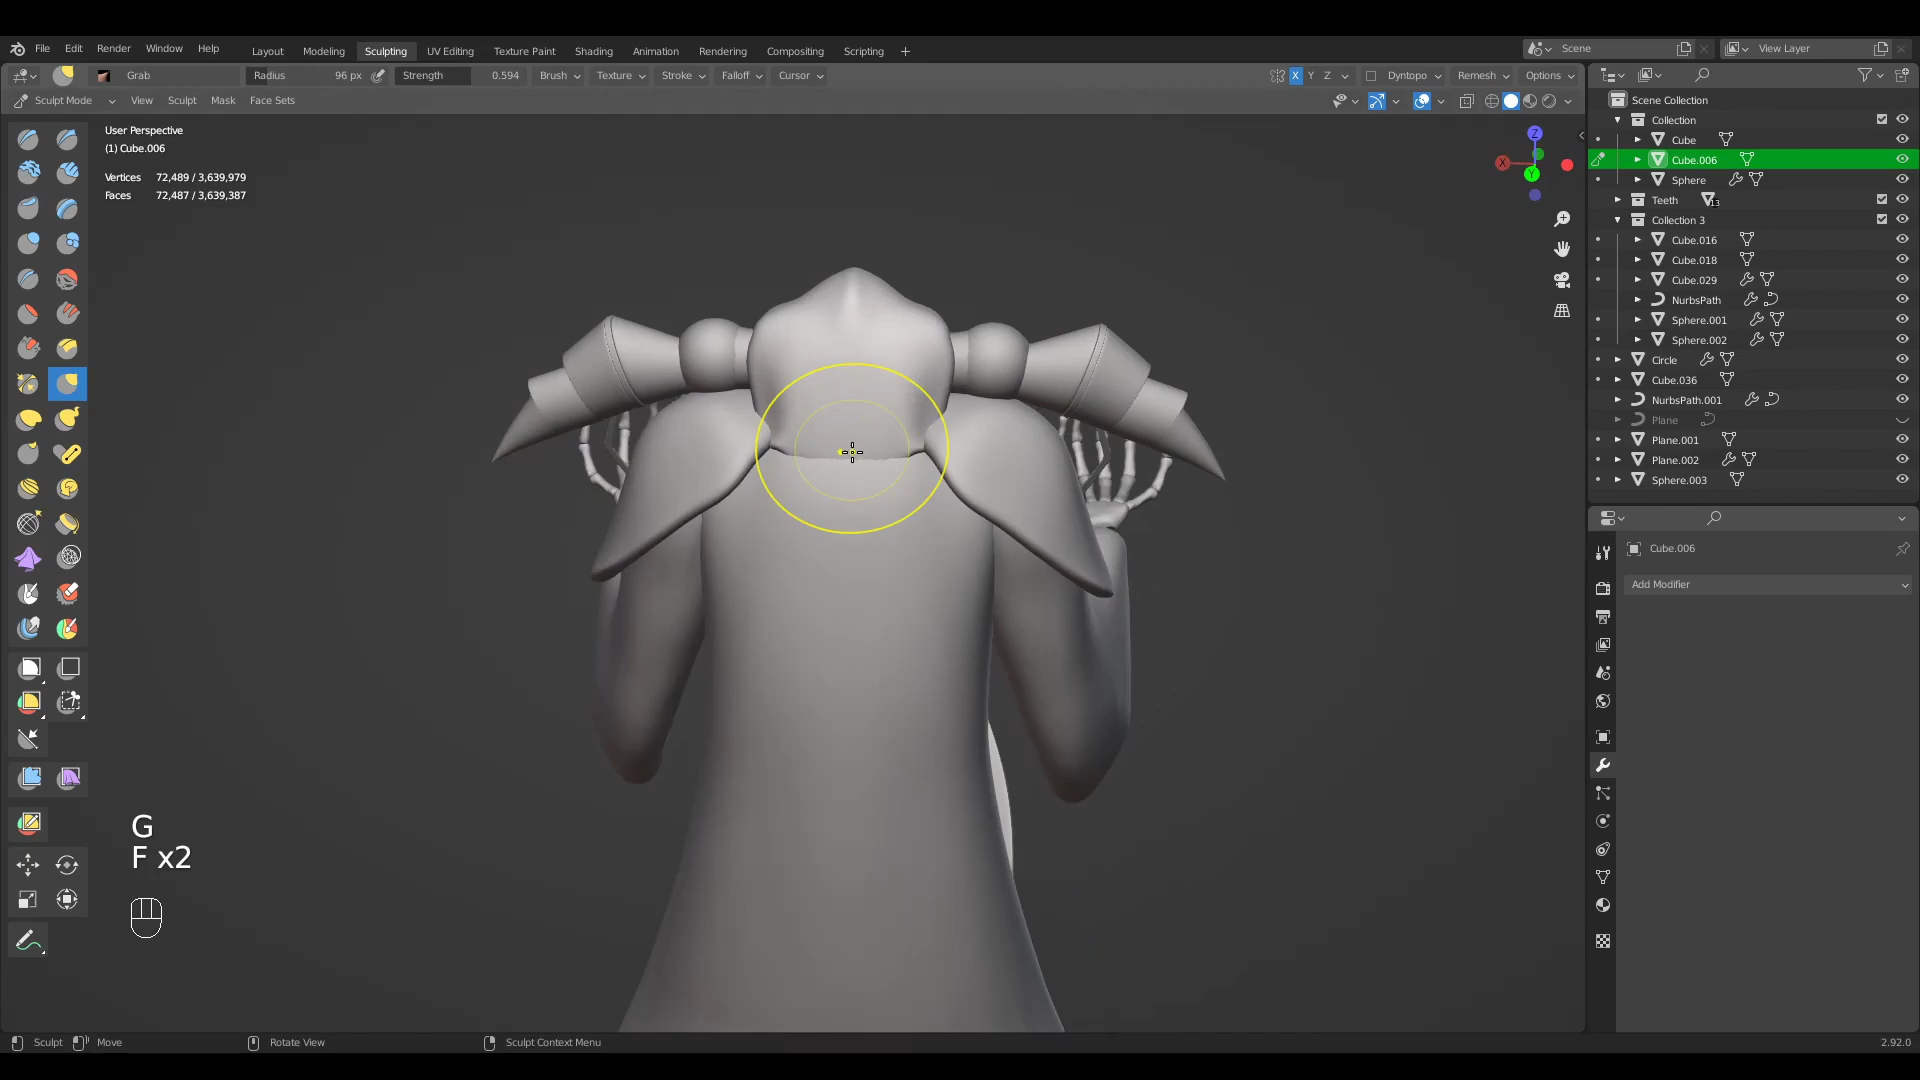 File Edit Render Window Help
Layout Modeling Sculpting UV Editing Texture Paint Shading Animation Rendering Compositing Scripting +
Scene
View Layer
Grab
Radius 96 px
Strength 0.594
Brush Texture Stroke Falloff Cursor
X Y Z
Dyntopo Remesh Options
Sculpt Mode View Sculpt Mask Face Sets
User Perspective
(1) Cube.006
Vertices 72,489 / 3,639,979
Faces 72,487 / 3,639,387
Z
X
Y
Scene Collection
Collection
Cube
Cube.006
Sphere
Teeth 13
Collection 3
Cube.016
Cube.018
Cube.029
NurbsPath
Sphere.001
Sphere.002
Circle
Cube.036
NurbsPath.001
Plane
Plane.001
Plane.002
Sphere.003
Cube.006
Add Modifier
G
F x2
Sculpt Move Rotate View Sculpt Context Menu 2.92.0